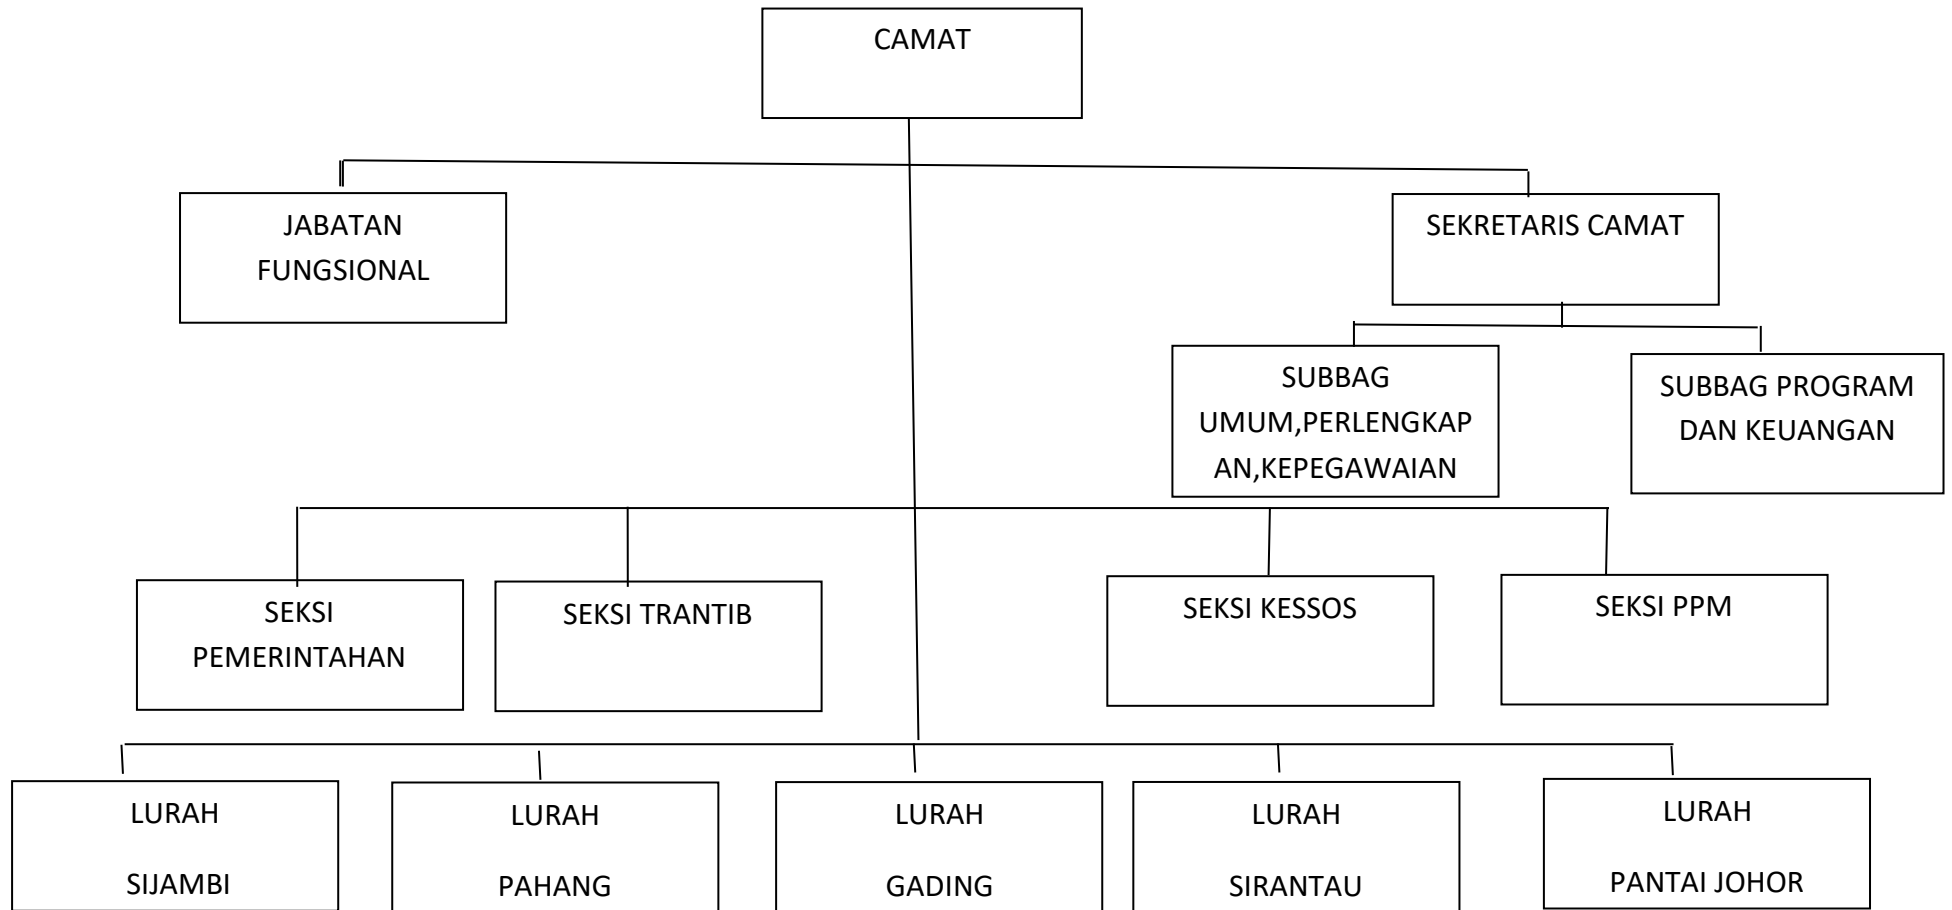 CAMAT
JABATAN
FUNGSIONAL
SEKRETARIS CAMAT
SUBBAG
UMUM,PERLENGKAP
AN,KEPEGAWAIAN
SUBBAG PROGRAM
DAN KEUANGAN
SEKSI
PEMERINTAHAN
SEKSI TRANTIB
SEKSI KESSOS
SEKSI PPM
LURAH
SIJAMBI
LURAH
PAHANG
LURAH
GADING
LURAH
SIRANTAU
LURAH
PANTAI JOHOR